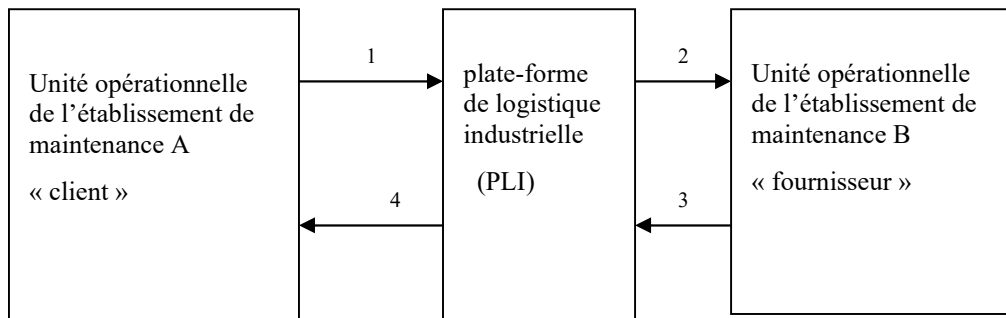 Unité opérationnelle
de l’établissement de
maintenance A
« client »
1
4
plate-forme
de logistique
industrielle
(PLI)
2
3
Unité opérationnelle
de l’établissement de
maintenance B
« fournisseur »